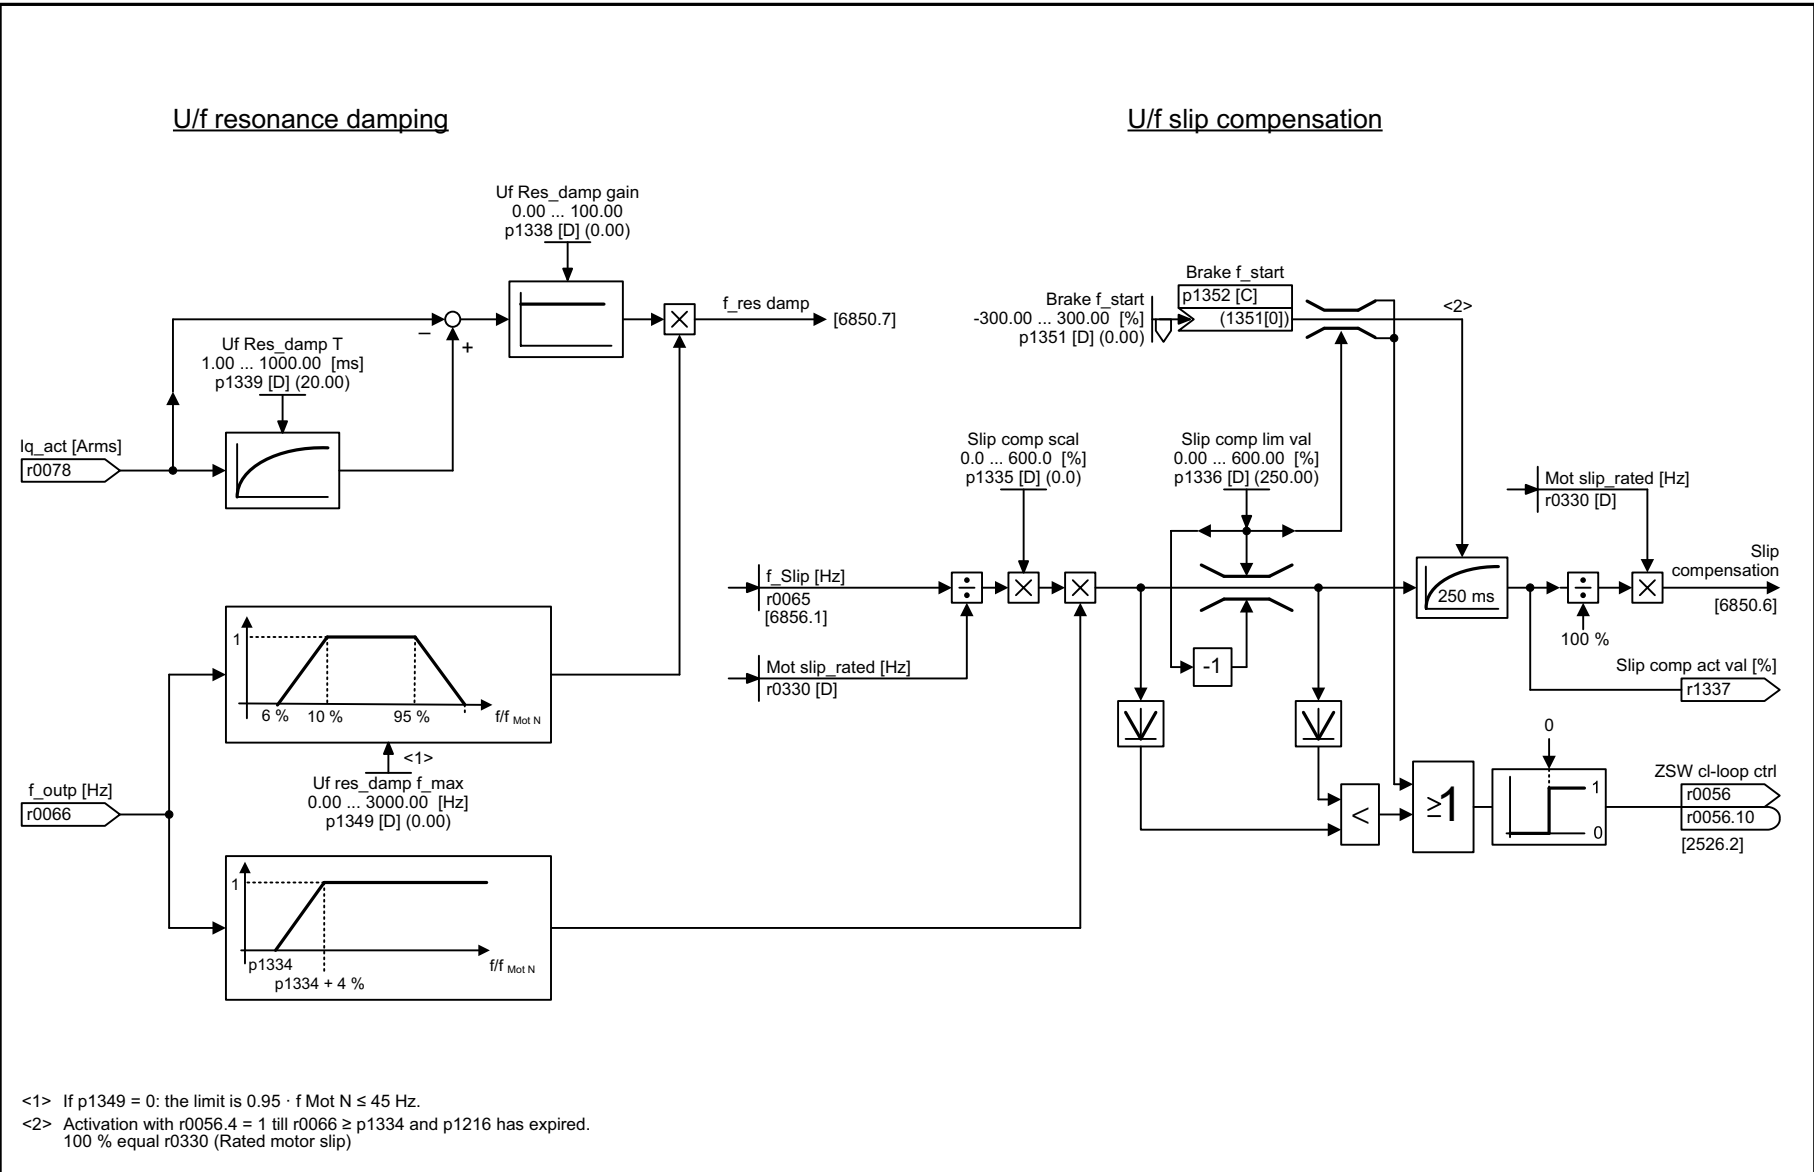 U/f resonance damping
U/f slip compensation
Uf Res_damp gain
0.00 ... 100.00
p1338 [D] (0.00)
f_res damp
[6850.7]
–
+
Uf Res_damp T
1.00 ... 1000.00 [ms]
p1339 [D] (20.00)
Iq_act [Arms]
r0078
1
6 %
10 %
95 %
f/f Mot N
<1>
Uf res_damp f_max
0.00 ... 3000.00 [Hz]
p1349 [D] (0.00)
f_outp [Hz]
r0066
1
p1334
p1334 + 4 %
f/f Mot N
Brake f_start
-300.00 ... 300.00 [%]
p1351 [D] (0.00)
Brake f_start
p1352 [C]
(1351[0])
<2>
Slip comp scal
0.0 ... 600.0 [%]
p1335 [D] (0.0)
Slip comp lim val
0.00 ... 600.00 [%]
p1336 [D] (250.00)
Mot slip_rated [Hz]
r0330 [D]
f_Slip [Hz]
r0065
[6856.1]
÷
×
×
-1
250 ms
÷
100 %
×
Slip
compensation
[6850.6]
Mot slip_rated [Hz]
r0330 [D]
Slip comp act val [%]
r1337
<
≥1
0
1
0
ZSW cl-loop ctrl
r0056
r0056.10
[2526.2]
<1> If p1349 = 0: the limit is 0.95 · f Mot N ≤ 45 Hz.
<2> Activation with r0056.4 = 1 till r0066 ≥ p1334 and p1216 has expired.
100 % equal r0330 (Rated motor slip)